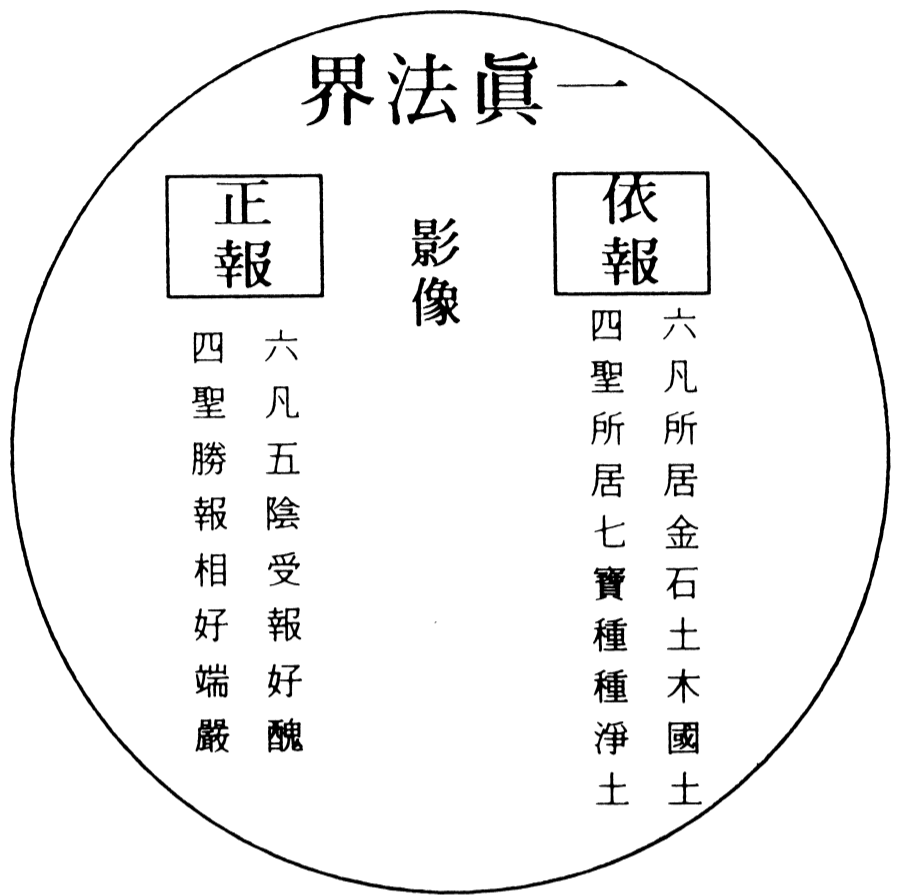 一眞法界
依報
六凡所居金石土木國土
四聖所居七寶種種淨土
影像
正報
六凡五陰受報好醜
四聖勝報相好端嚴